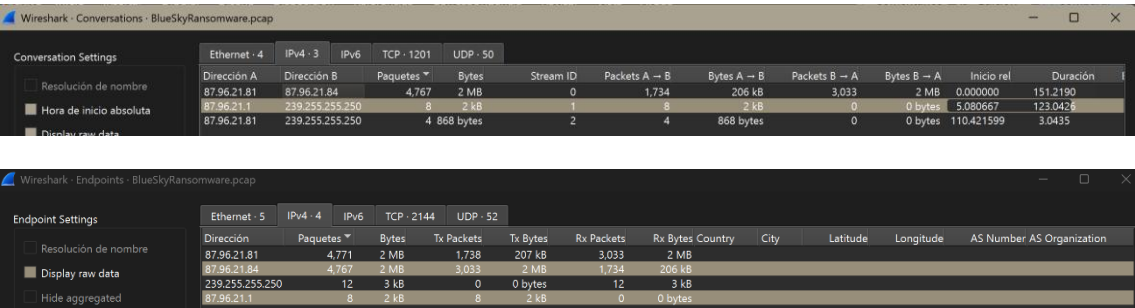 Wireshark · Conversations · BlueSkyRansomware.pcap
Conversation Settings
Ethernet · 4 IPv4 · 3 IPv6 TCP · 1201 UDP · 50
Dirección A Dirección B Paquetes Bytes Stream ID Packets A → B Bytes A → B Packets B → A Bytes B → A Inicio rel Duración
Resolución de nombre
87.96.21.81 87.96.21.84 4,767 2 MB 0 1,734 206 kB 3,033 2 MB 0.000000 151.2190
Hora de inicio absoluta
87.96.21.1 239.255.255.250 8 2 kB 1 8 2 kB 0 0 bytes 5.080667 123.0426
87.96.21.81 239.255.255.250 4 868 bytes 2 4 868 bytes 0 0 bytes 110.421599 3.0435
Display raw data
Wireshark · Endpoints · BlueSkyRansomware.pcap
Endpoint Settings
Ethernet · 5 IPv4 · 4 IPv6 TCP · 2144 UDP · 52
Dirección Paquetes Bytes Tx Packets Tx Bytes Rx Packets Rx Bytes Country City Latitude Longitude AS Number AS Organization
Resolución de nombre
87.96.21.81 4,771 2 MB 1,738 207 kB 3,033 2 MB
Display raw data
87.96.21.84 4,767 2 MB 3,033 2 MB 1,734 206 kB
239.255.255.250 12 3 kB 0 0 bytes 12 3 kB
Hide aggregated
87.96.21.1 8 2 kB 8 2 kB 0 0 bytes